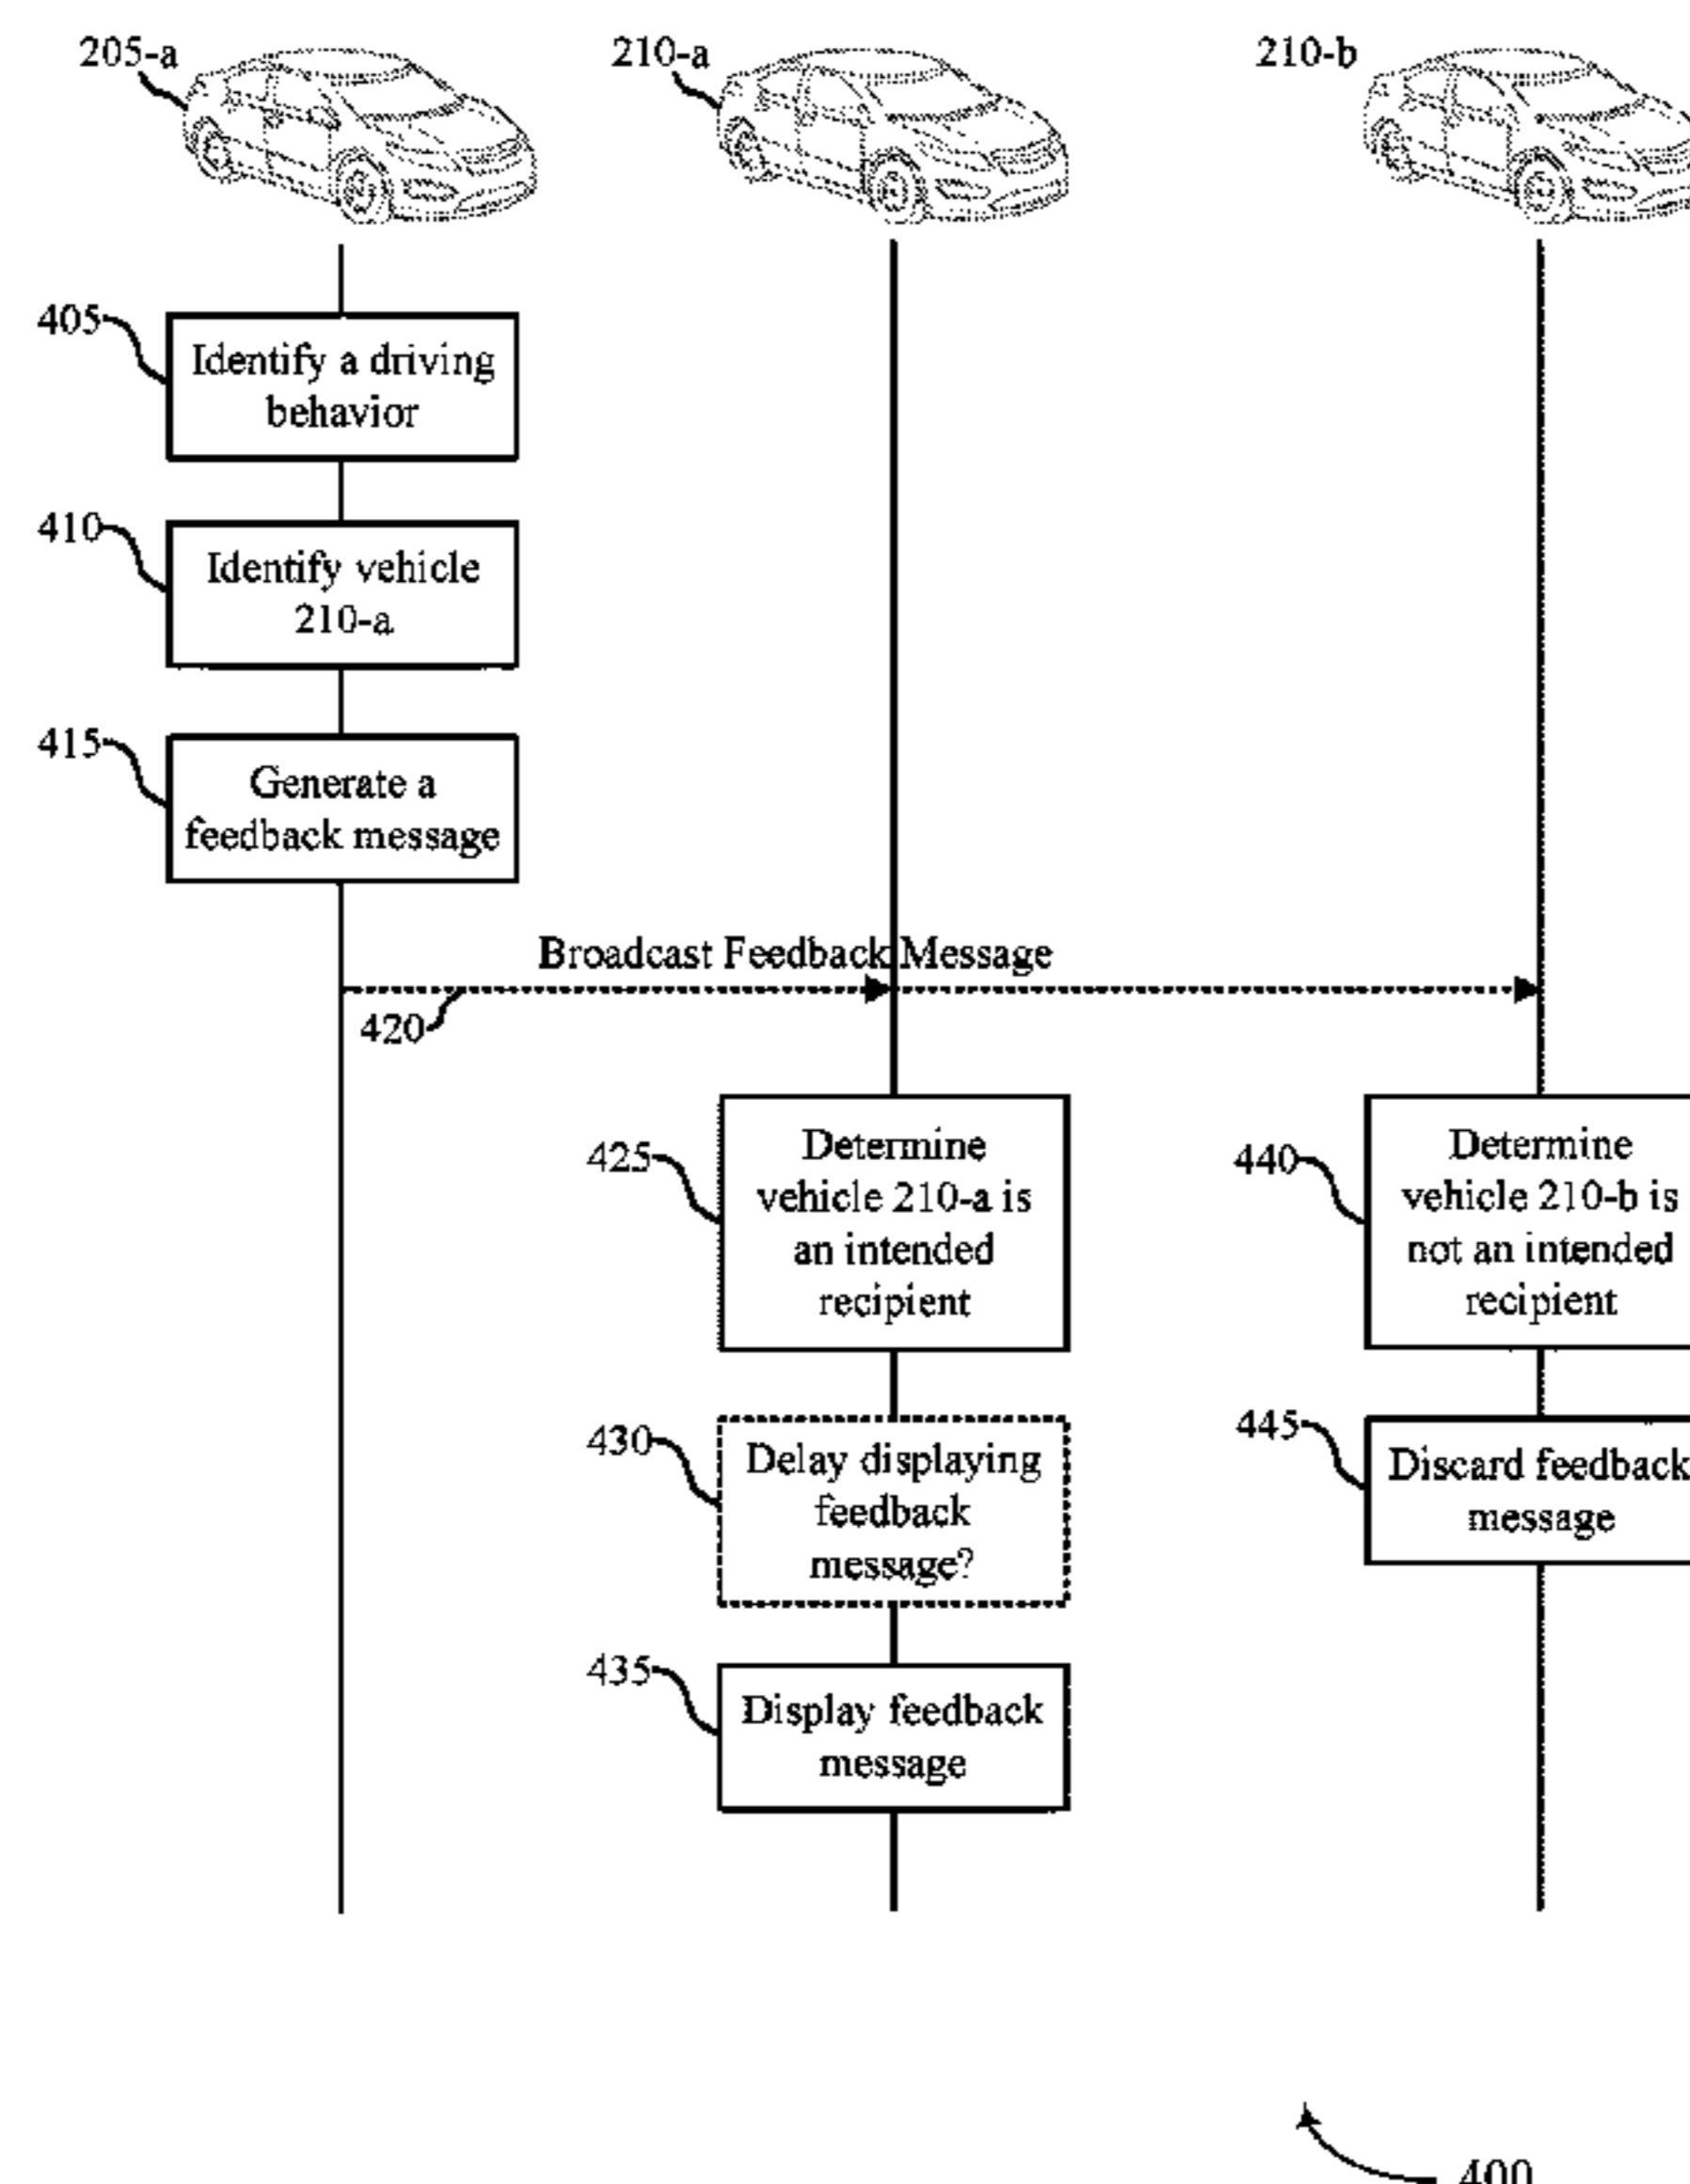 205-a
210-a
210-b
405
Identify a driving
behavior
410
Identify vehicle
210-a
415
Generate a
feedback message
Broadcast Feedback Message
420
425
Determine
vehicle 210-a is
an intended
recipient
440
Determine
vehicle 210-b is
not an intended
recipient
430
Delay displaying
feedback
message?
445
Discard feedback
message
435
Display feedback
message
400